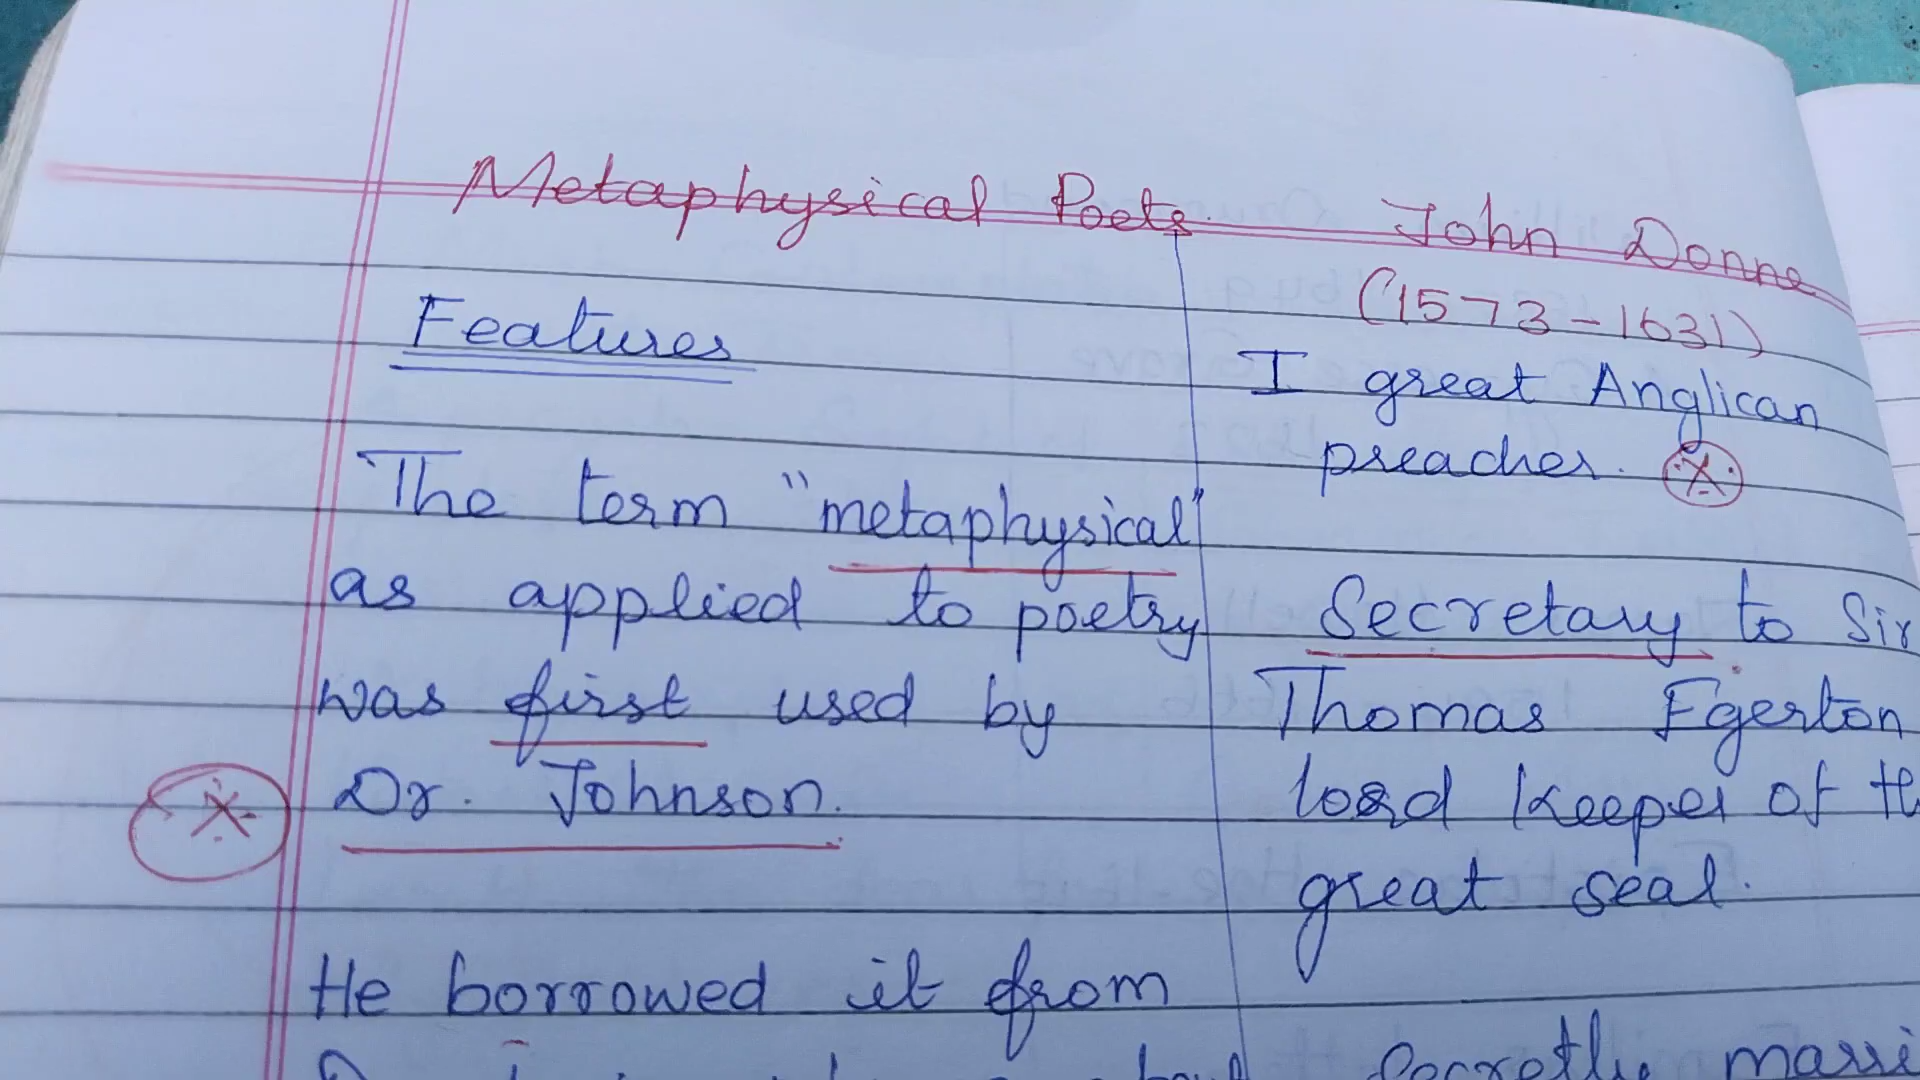 Metaphysical Poets.
Features
The term "metaphysical"
as applied to poetry
was first used by
Dr. Johnson.
He borrowed it from
John Donne
(1573-1631)
I great Anglican
preacher.
Secretary to Sir
Thomas Egerton
lord Keeper of
great seal.
Secretly